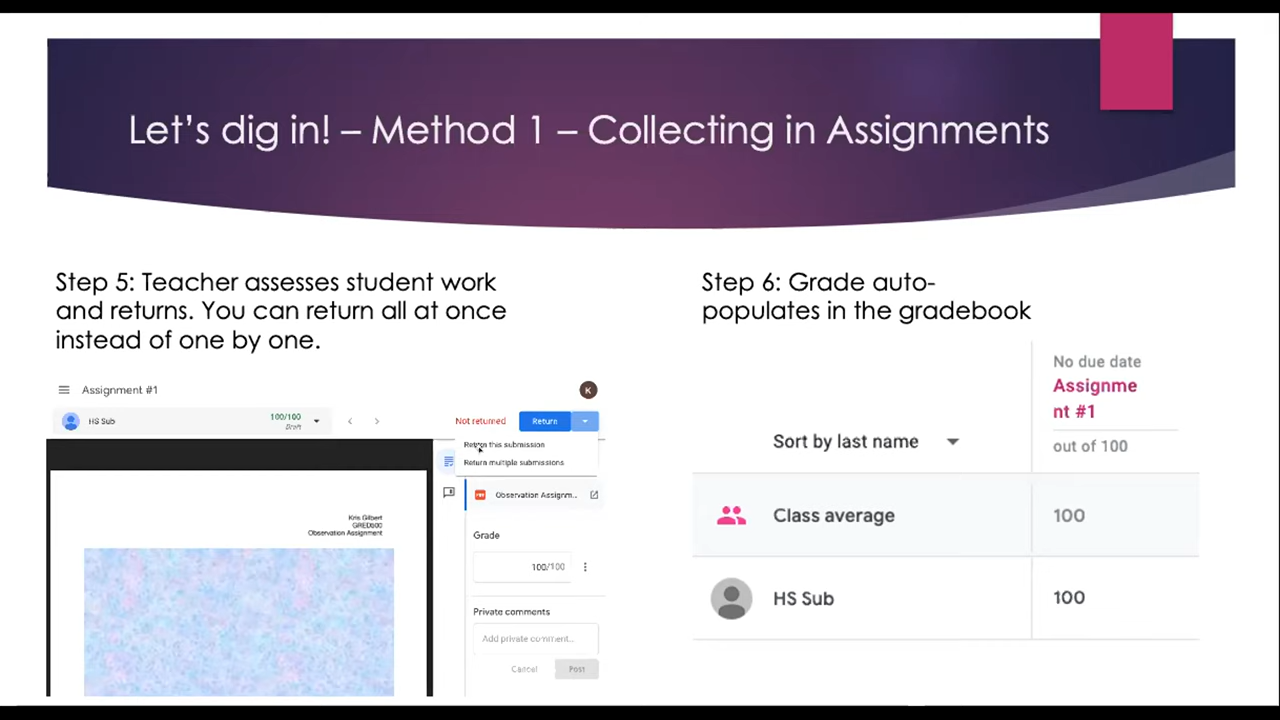 Let's dig in! – Method 1 – Collecting in Assignments
Step 5: Teacher assesses student work
and returns. You can return all at once
instead of one by one.
Assignment #1
K
HS Sub
100/100
Draft
Not returned
Return
Return this submission
Return multiple submissions
Observation Assignm...
Kris Gilbert
GRED500
Observation Assignment
Grade
100/100
Private comments
Add private comment...
Cancel
Post
Step 6: Grade auto-
populates in the gradebook
No due date
Assignme
nt #1
out of 100
Sort by last name
Class average
100
HS Sub
100